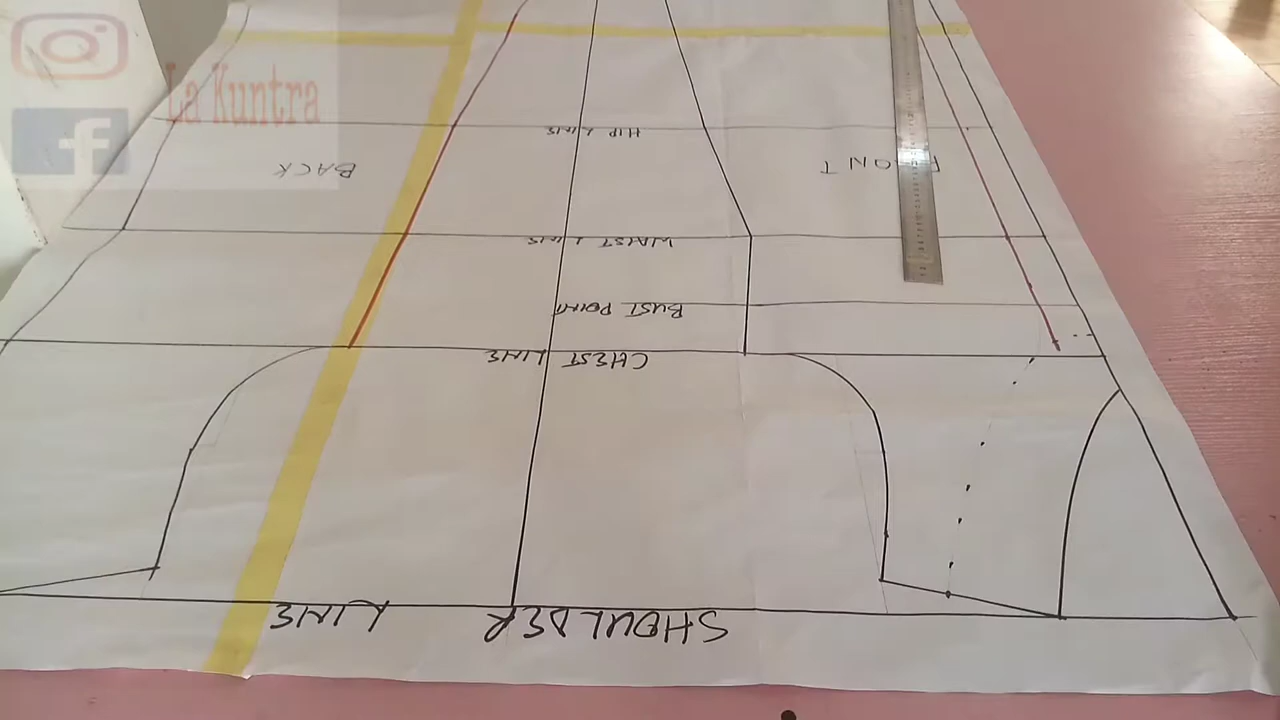 La Kuntra
HIP LINE
BACK
FRONT
WAIST LINE
BUST POINT
CHEST LINE
SHOULDER LINE